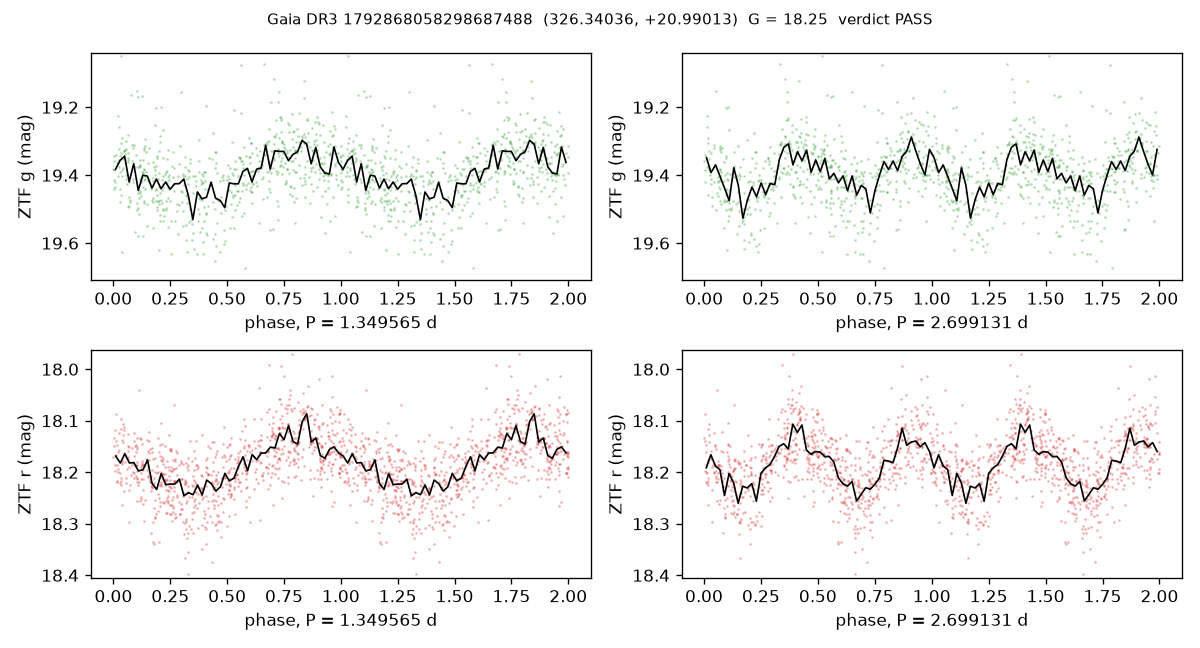 Gaia DR3 1792868058298687488  (326.34036, +20.99013)  G = 18.25  verdict PASS
ZTF g (mag)
19.2
19.4
19.6
0.00 0.25 0.50 0.75 1.00 1.25 1.50 1.75 2.00
phase, P = 1.349565 d
ZTF g (mag)
19.2
19.4
19.6
0.00 0.25 0.50 0.75 1.00 1.25 1.50 1.75 2.00
phase, P = 2.699131 d
ZTF r (mag)
18.0
18.1
18.2
18.3
18.4
0.00 0.25 0.50 0.75 1.00 1.25 1.50 1.75 2.00
phase, P = 1.349565 d
ZTF r (mag)
18.0
18.1
18.2
18.3
18.4
0.00 0.25 0.50 0.75 1.00 1.25 1.50 1.75 2.00
phase, P = 2.699131 d